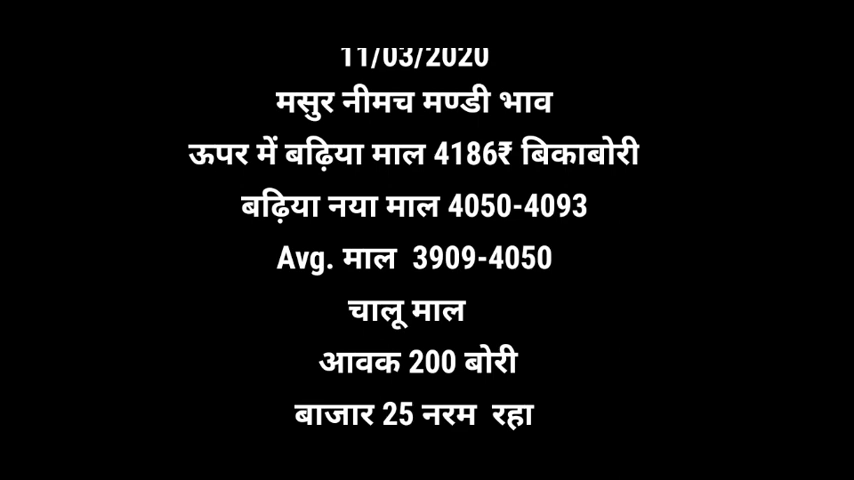 11/03/2020
मसुर नीमच मण्डी भाव
ऊपर में बढ़िया माल 4186₹ बिकाबोरी
बढ़िया नया माल 4050-4093
Avg. माल 3909-4050
चालू माल
आवक 200 बोरी
बाजार 25 नरम रहा